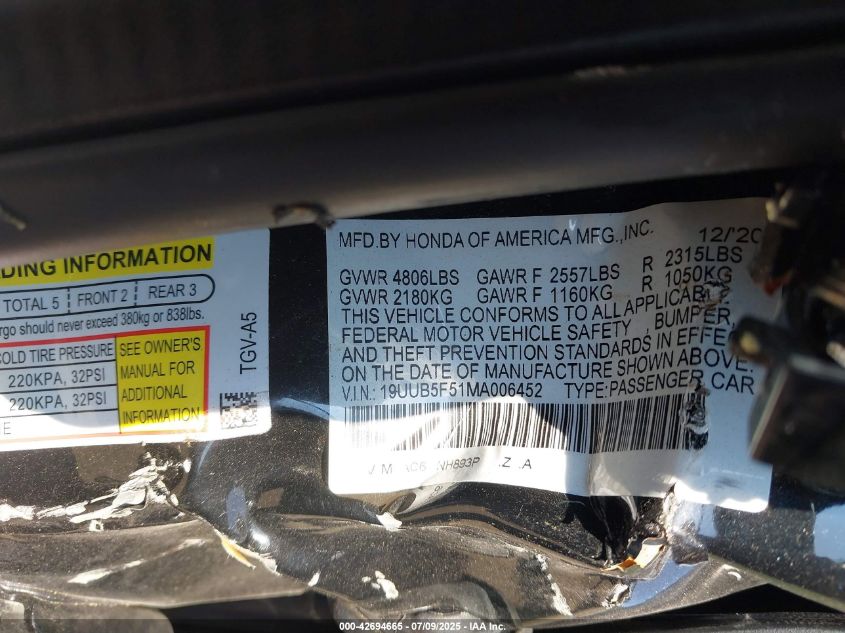 DING INFORMATION
TOTAL 5 FRONT 2 REAR 3
rgo should never exceed 380kg or 838lbs.
COLD TIRE PRESSURE
220KPA, 32PSI
220KPA, 32PSI
SEE OWNER'S
MANUAL FOR
ADDITIONAL
INFORMATION
TGV-A5
MFD.BY HONDA OF AMERICA MFG.,INC. 12/'20
GVWR 4806LBS GAWR F 2557LBS R 2315LBS
GVWR 2180KG GAWR F 1160KG R 1050KG
THIS VEHICLE CONFORMS TO ALL APPLICABLE
FEDERAL MOTOR VEHICLE SAFETY , BUMPER,
AND THEFT PREVENTION STANDARDS IN EFFECT
ON THE DATE OF MANUFACTURE SHOWN ABOVE.
V.I.N.: 19UUB5F51MA006452 TYPE:PASSENGER CAR
NH893P
000-42694665 - 07/09/2025 - IAA Inc.